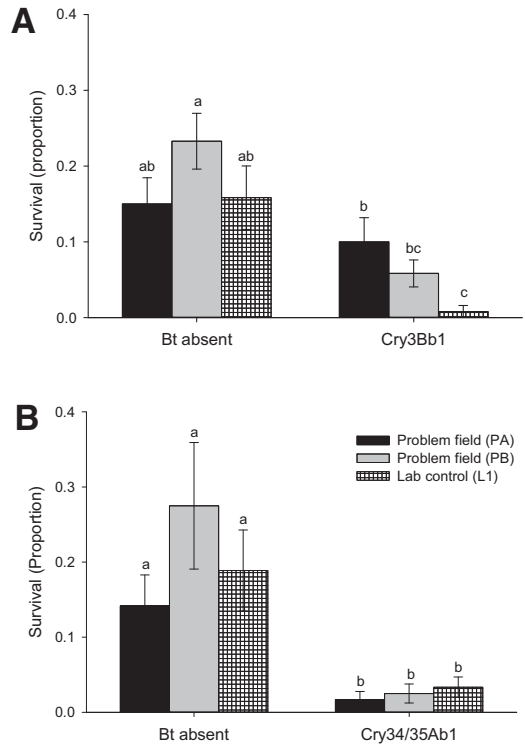 A
0.4
0.3
0.2
0.1
0.0
Survival (proportion)
ab
a
ab
b
bc
c
Bt absent
Cry3Bb1
B
0.4
0.3
0.2
0.1
0.0
Survival (Proportion)
Problem field (PA)
Problem field (PB)
Lab control (L1)
a
a
a
b
b
b
Bt absent
Cry34/35Ab1